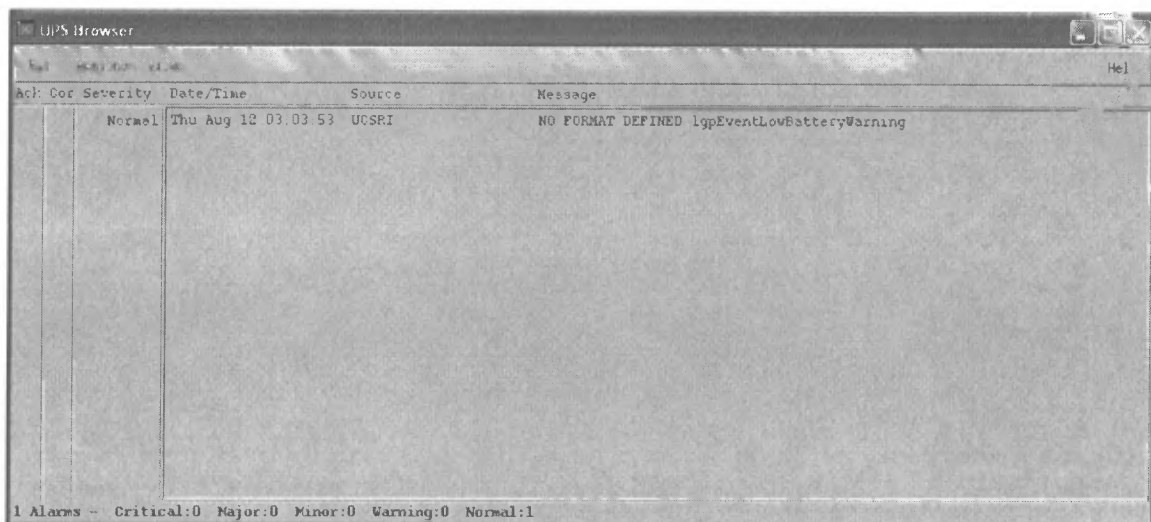 UPS Browser
Hel
Ack Cor Severity Date/Time Source Message
Normal Thu Aug 12 03:03:53 UCSRI NO FORMAT DEFINED lgpEventLowBatteryWarning
1 Alarms - Critical:0 Major:0 Minor:0 Warning:0 Normal:1